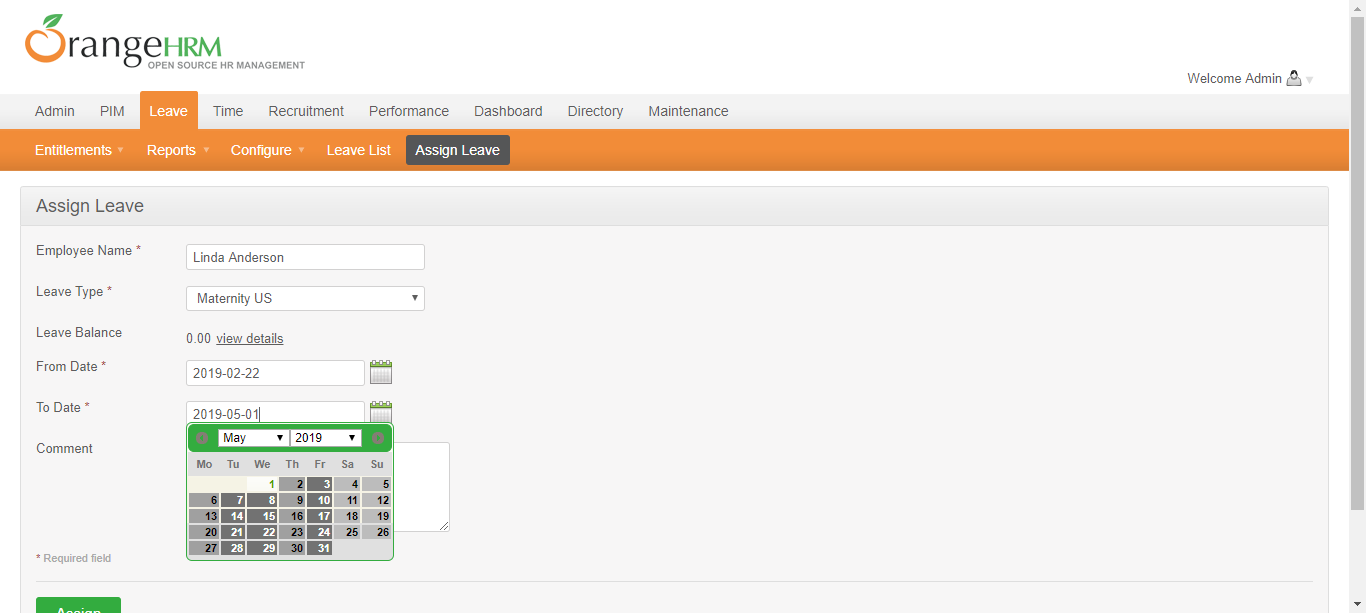 OrangeHRM
OPEN SOURCE HR MANAGEMENT
Welcome Admin
Admin PIM Leave Time Recruitment Performance Dashboard Directory Maintenance
Entitlements Reports Configure Leave List Assign Leave
Assign Leave
Employee Name * Linda Anderson
Leave Type * Maternity US
Leave Balance 0.00 view details
From Date * 2019-02-22
To Date * 2019-05-01
Comment
May 2019
Mo Tu We Th Fr Sa Su
1 2 3 4 5
6 7 8 9 10 11 12
13 14 15 16 17 18 19
20 21 22 23 24 25 26
27 28 29 30 31
* Required field
Assign